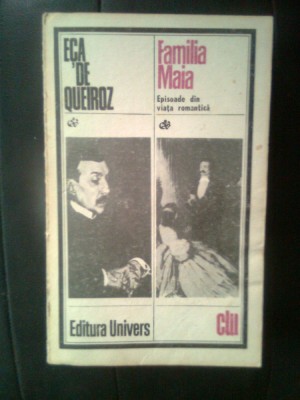 EÇA
DE
QUEIROZ
Familia
Maia
Episoade din
viața romantică
Editura Univers
clu